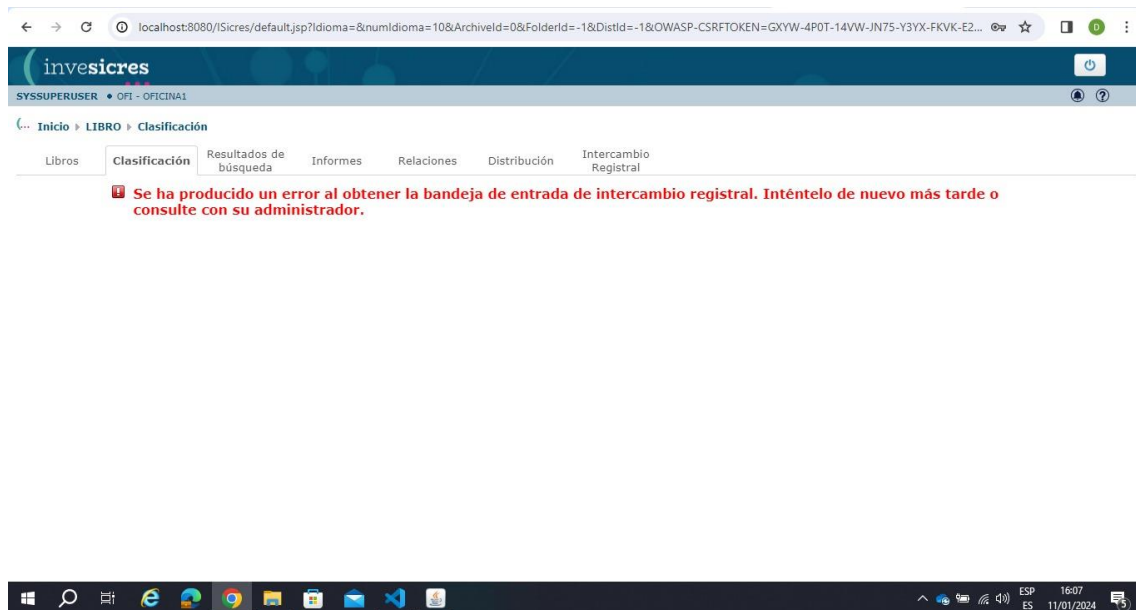 localhost:8080/ISicres/default.jsp?Idioma=&numIdioma=10&ArchiveId=0&FolderId=-1&DistId=-1&OWASP-CSRFTOKEN=GXYW-4P0T-14VW-JN75-Y3YX-FKVK-E2...
D
invesicres
SYSSUPERUSER • OFI - OFICINA1
Inicio LIBRO Clasificación
Libros Clasificación Resultados de búsqueda Informes Relaciones Distribución Intercambio Registral
Se ha producido un error al obtener la bandeja de entrada de intercambio registral. Inténtelo de nuevo más tarde o
consulte con su administrador.
ESP 16:07
ES 11/01/2024
5